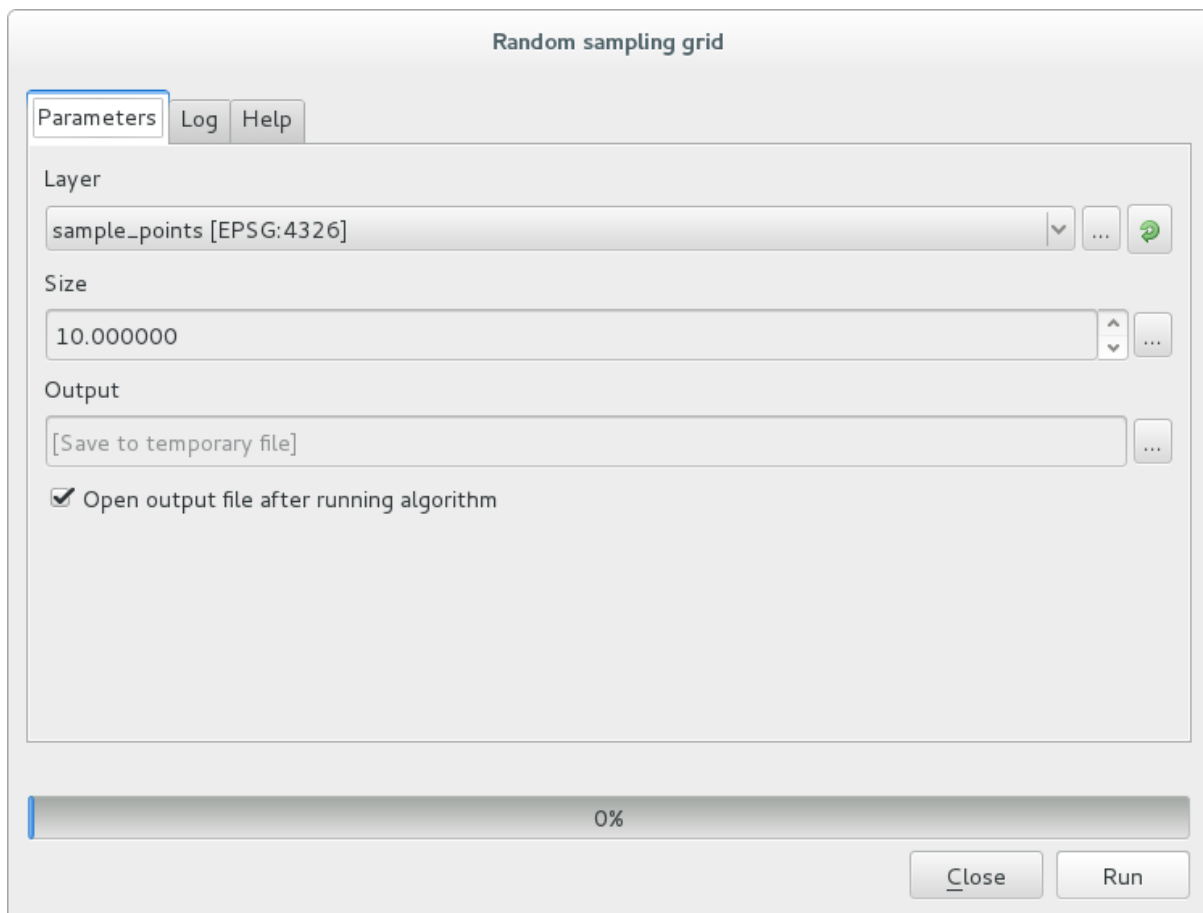 Random sampling grid
Parameters Log Help
Layer
sample_points [EPSG:4326] ...
Size
10.000000 ...
Output
[Save to temporary file] ...
Open output file after running algorithm
0%
Close Run